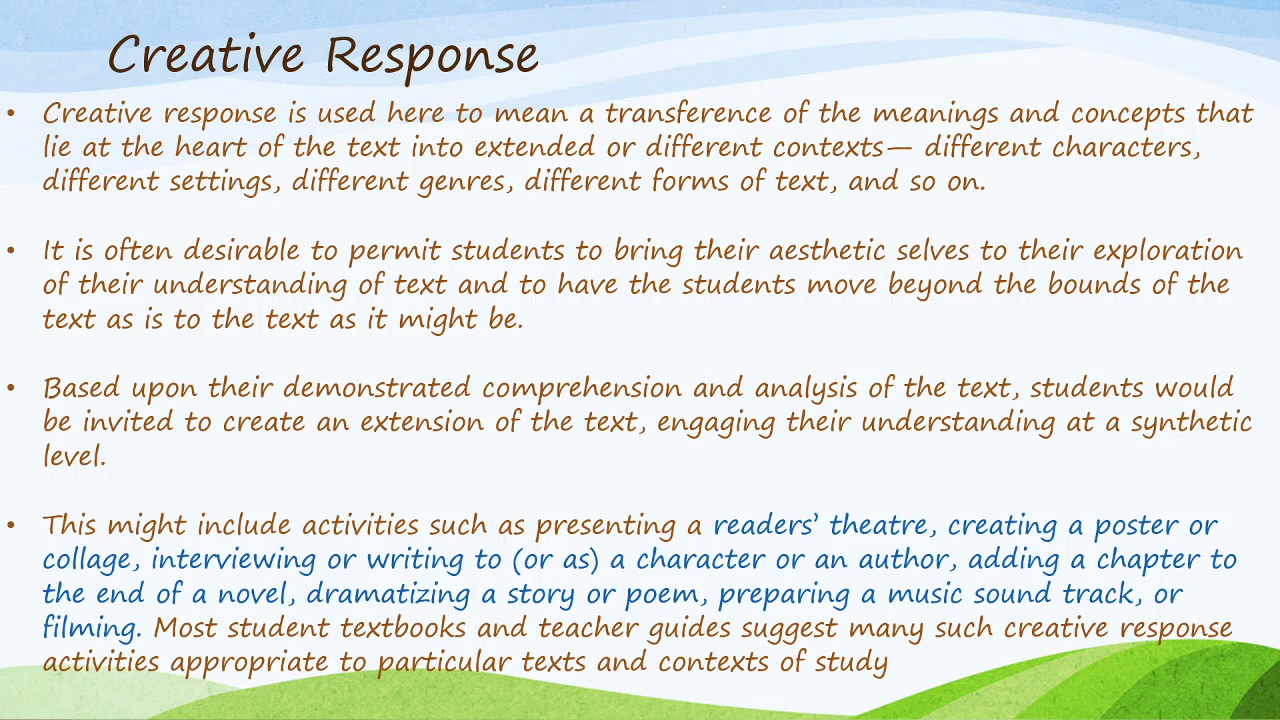 Creative Response
• Creative response is used here to mean a transference of the meanings and concepts that
lie at the heart of the text into extended or different contexts— different characters,
different settings, different genres, different forms of text, and so on.
• It is often desirable to permit students to bring their aesthetic selves to their exploration
of their understanding of text and to have the students move beyond the bounds of the
text as is to the text as it might be.
• Based upon their demonstrated comprehension and analysis of the text, students would
be invited to create an extension of the text, engaging their understanding at a synthetic
level.
• This might include activities such as presenting a readers’ theatre, creating a poster or
collage, interviewing or writing to (or as) a character or an author, adding a chapter to
the end of a novel, dramatizing a story or poem, preparing a music sound track, or
filming. Most student textbooks and teacher guides suggest many such creative response
activities appropriate to particular texts and contexts of study